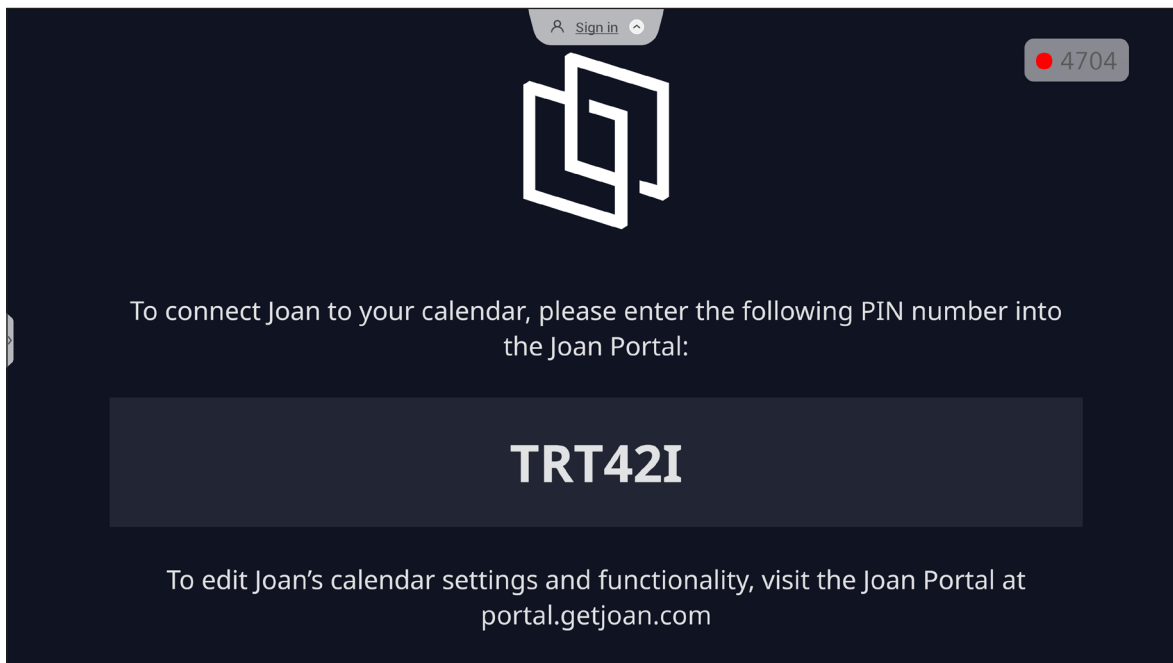 Sign in
4704
To connect Joan to your calendar, please enter the following PIN number into
the Joan Portal:
TRT42I
To edit Joan’s calendar settings and functionality, visit the Joan Portal at
portal.getjoan.com